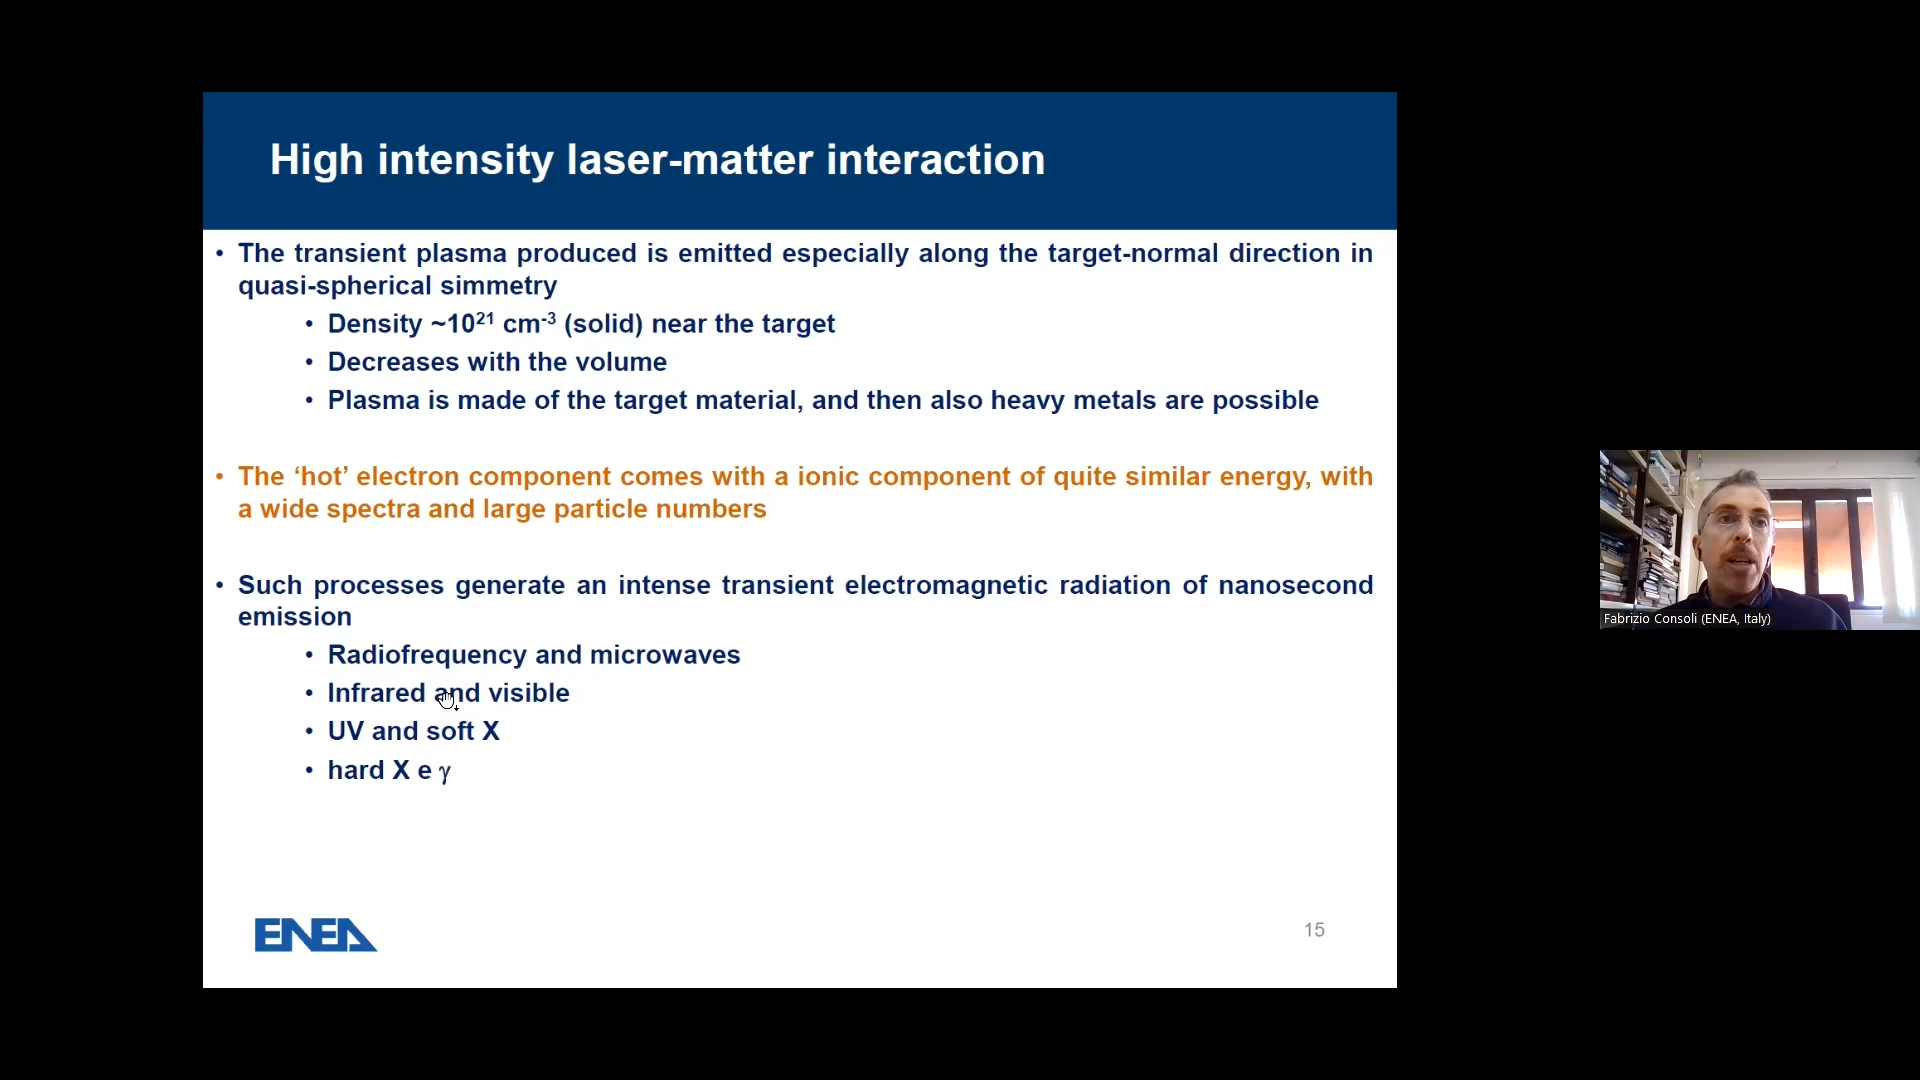 High intensity laser-matter interaction
• The transient plasma produced is emitted especially along the target-normal direction in
quasi-spherical simmetry
• Density ~10²¹ cm⁻³ (solid) near the target
• Decreases with the volume
• Plasma is made of the target material, and then also heavy metals are possible
• The ‘hot’ electron component comes with a ionic component of quite similar energy, with
a wide spectra and large particle numbers
• Such processes generate an intense transient electromagnetic radiation of nanosecond
emission
• Radiofrequency and microwaves
• Infrared and visible
• UV and soft X
• hard X e γ
ENEA
15
Fabrizio Consoli (ENEA, Italy)